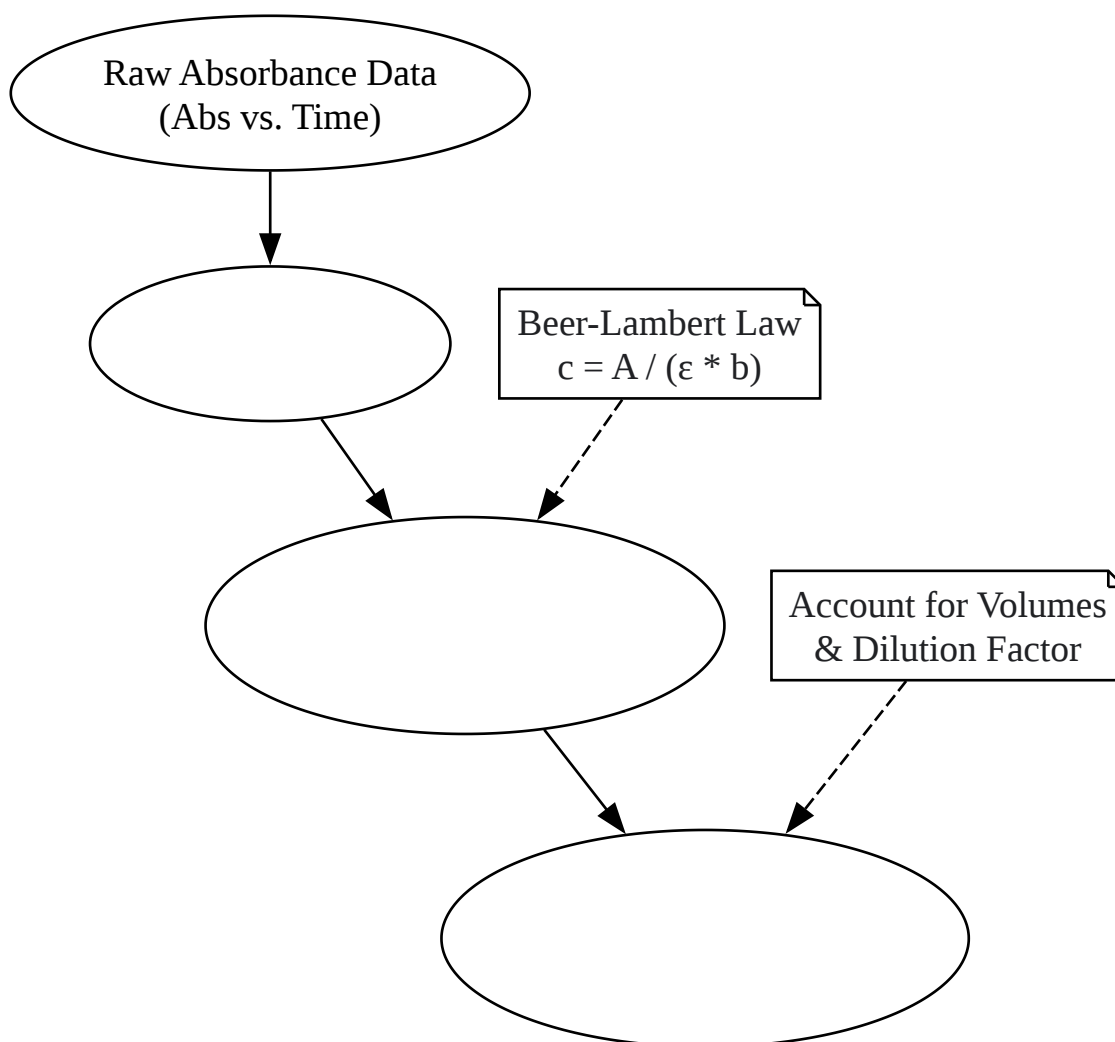 Raw Absorbance Data
(Abs vs. Time)
Beer-Lambert Law
c = A / (ε * b)
Account for Volumes
& Dilution Factor